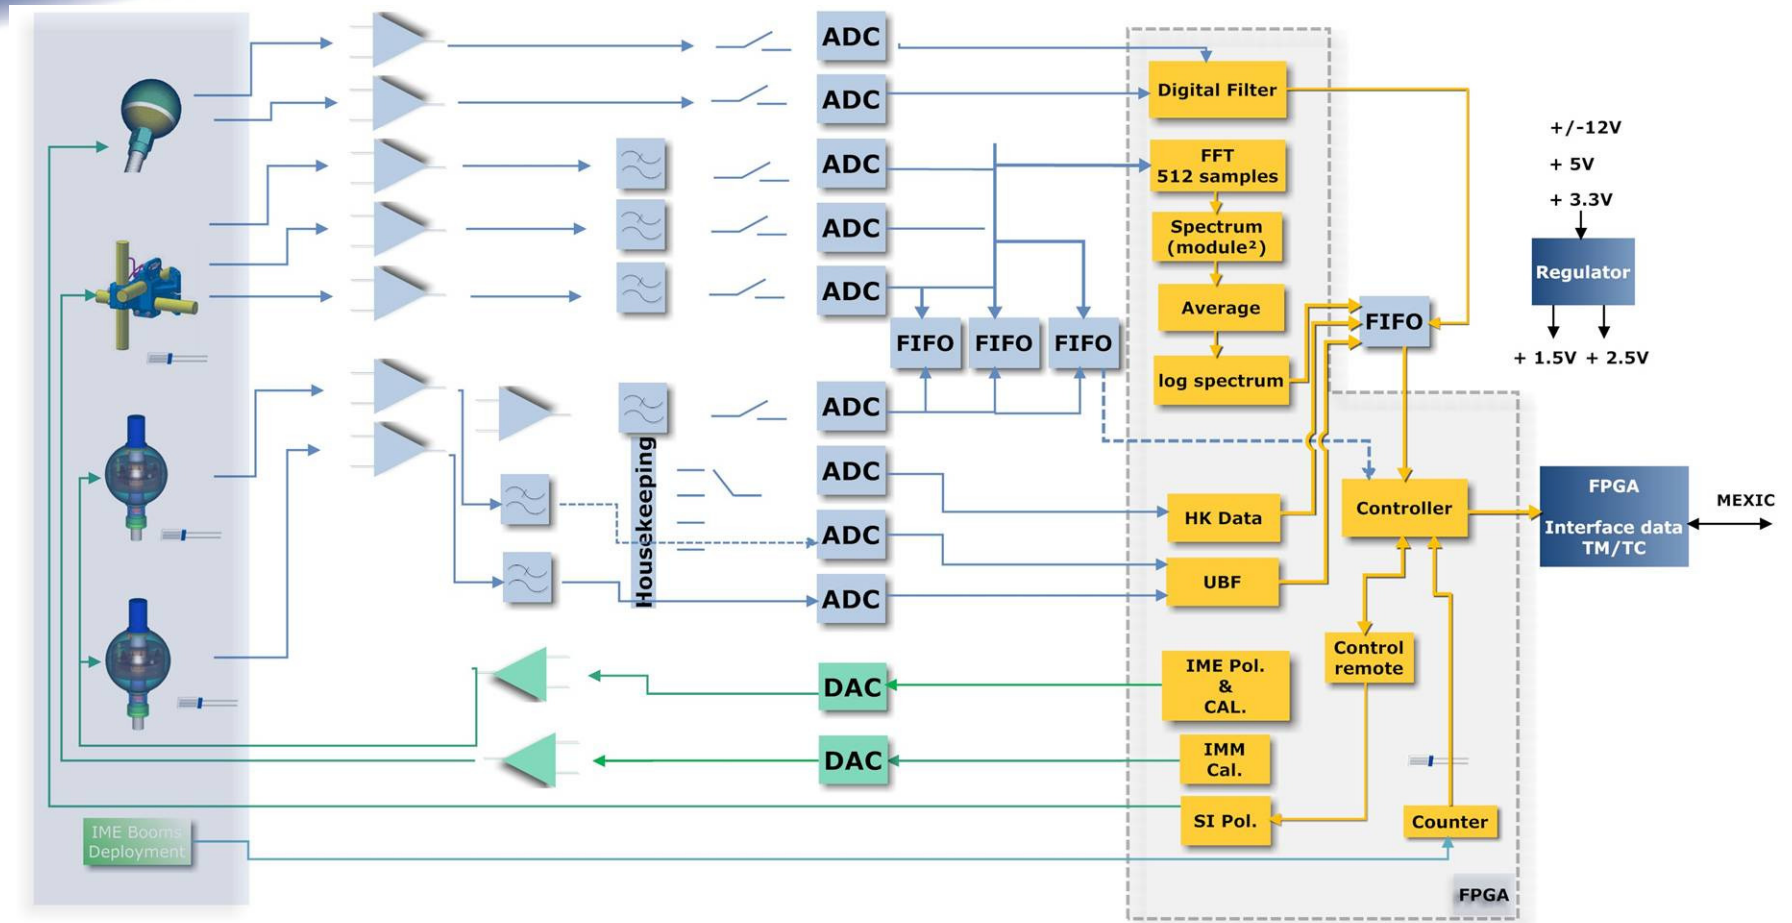 ADC
ADC
Digital Filter
ADC
FFT
512 samples
ADC
Spectrum
(module²)
ADC
Average
FIFO
FIFO
FIFO
FIFO
log spectrum
+/-12V
+ 5V
+ 3.3V
Regulator
+ 1.5V + 2.5V
ADC
Housekeeping
ADC
HK Data
ADC
UBF
ADC
Controller
FPGA
Interface data
TM/TC
MEXIC
Control
remote
DAC
IME Pol.
&
CAL.
DAC
IMM
Cal.
SI Pol.
Counter
IME Booms
Deployment
FPGA